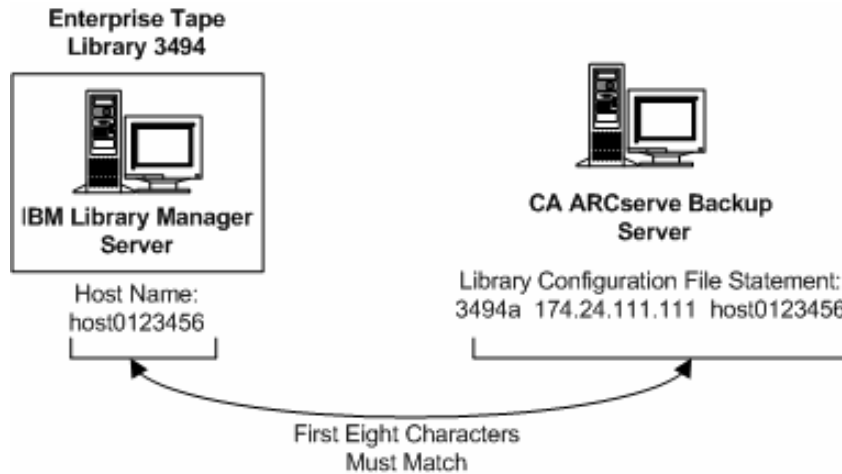 Enterprise Tape
Library 3494
IBM Library Manager
Server
Host Name:
host0123456
CA ARCserve Backup
Server
Library Configuration File Statement:
3494a 174.24.111.111 host0123456
First Eight Characters
Must Match